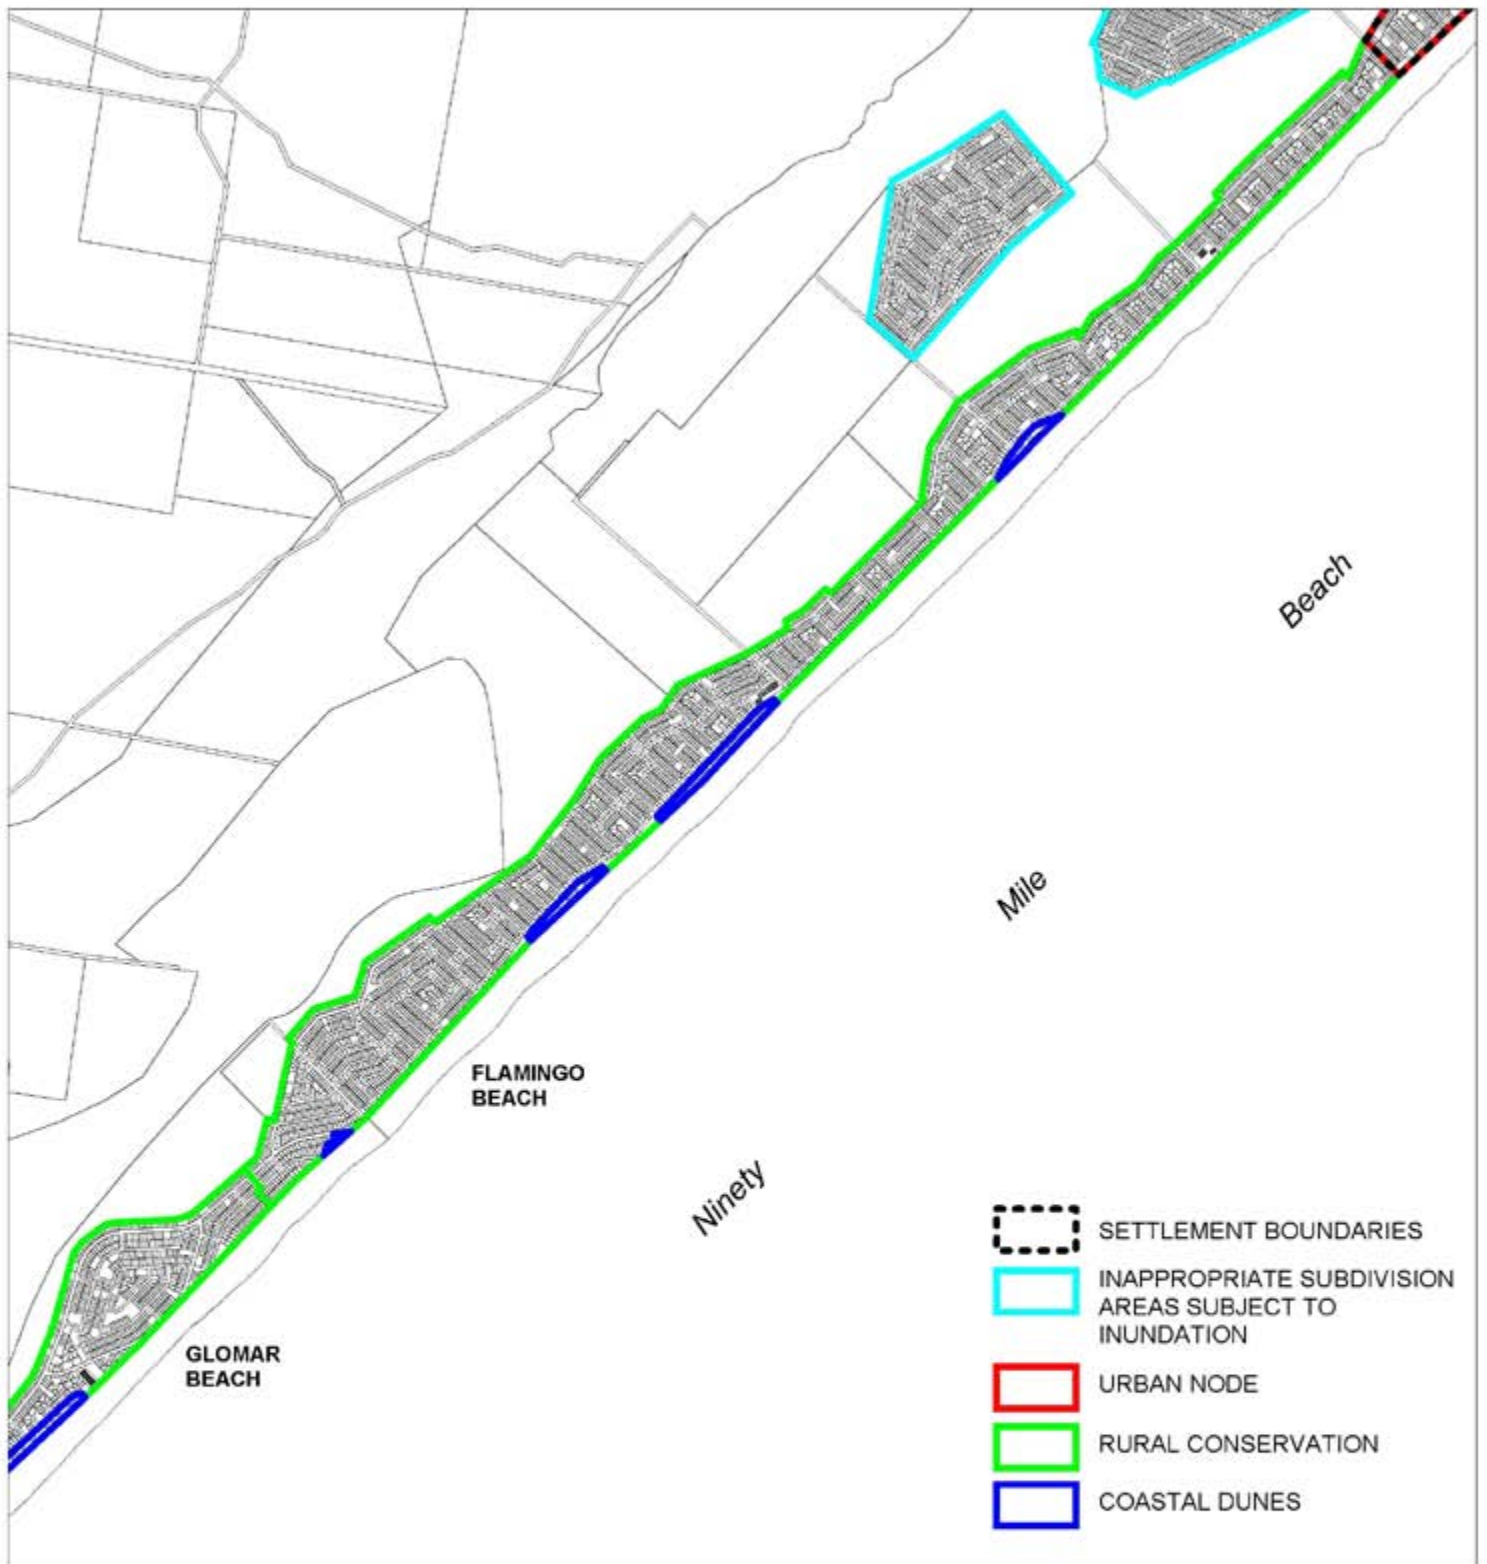 Beach
Mile
FLAMINGO
BEACH
Ninety
GLOMAR
BEACH
SETTLEMENT BOUNDARIES
INAPPROPRIATE SUBDIVISION
AREAS SUBJECT TO
INUNDATION
URBAN NODE
RURAL CONSERVATION
COASTAL DUNES